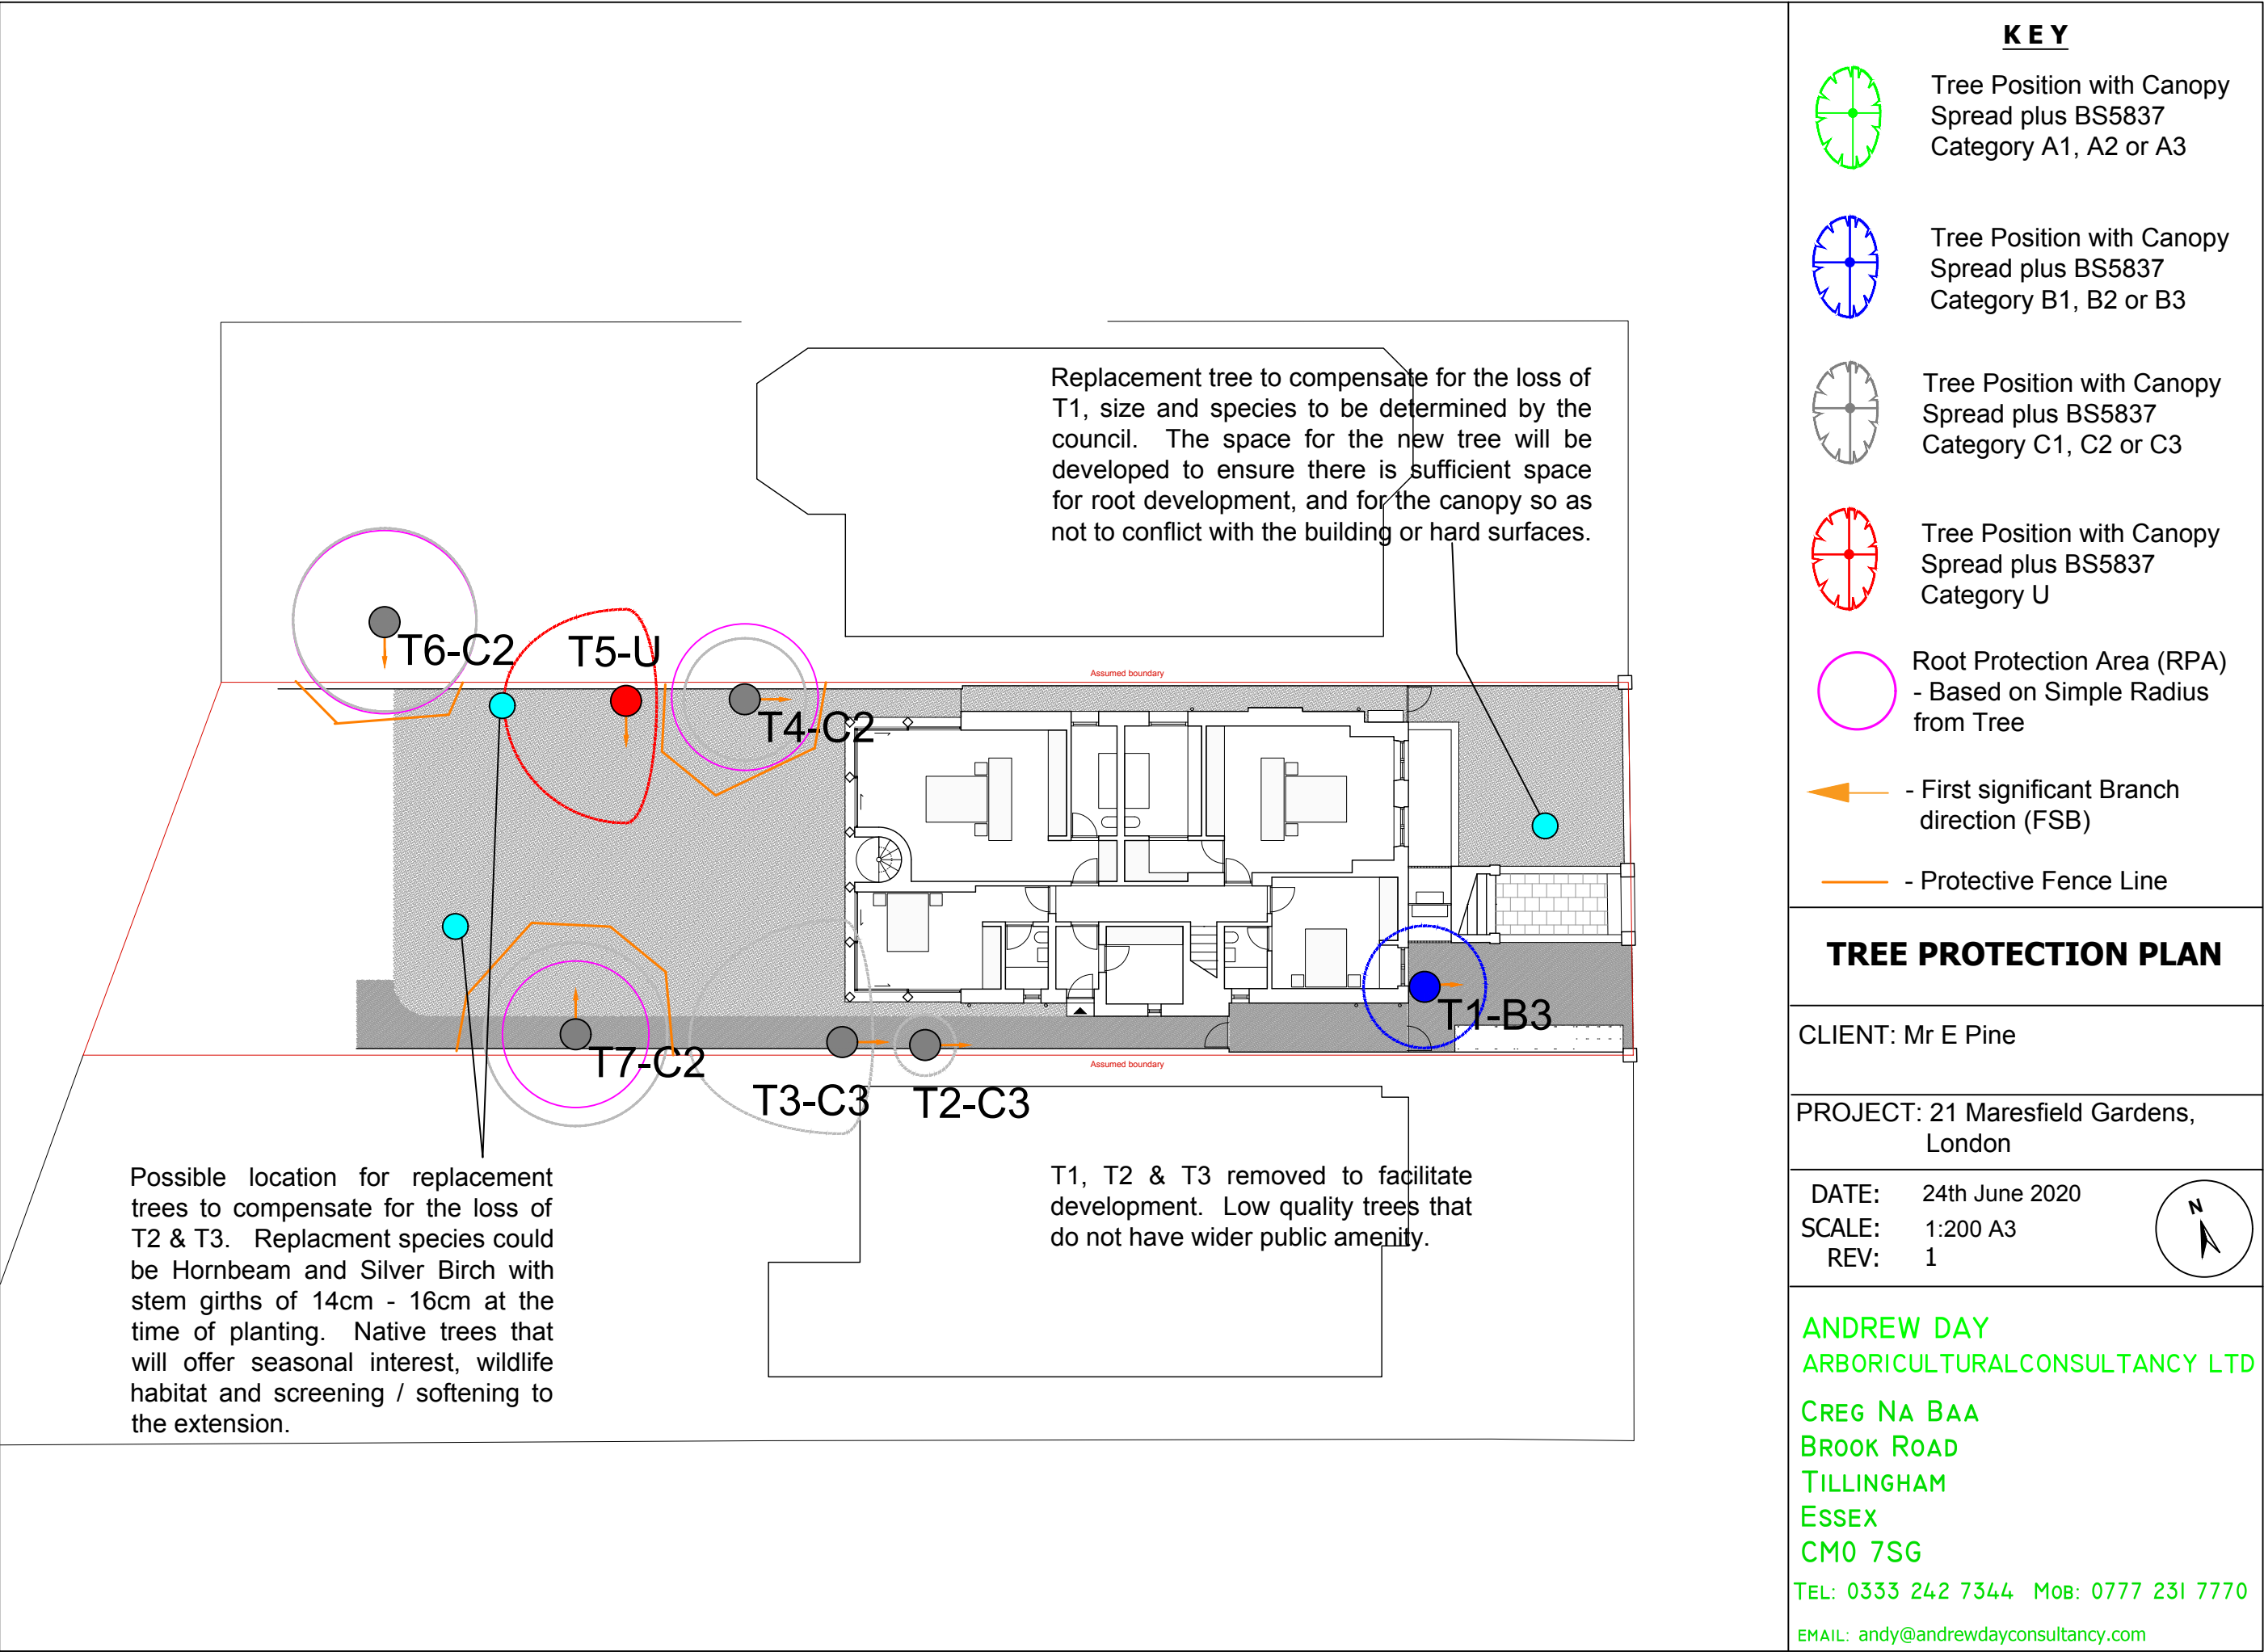 Replacement tree to compensate for the loss of
T1, size and species to be determined by the
council. The space for the new tree will be
developed to ensure there is sufficient space
for root development, and for the canopy so as
not to conflict with the building or hard surfaces.
T6-C2
T5-U
T4-C2
Assumed boundary
T1-B3
T7-C2
T3-C3
T2-C3
Assumed boundary
Possible location for replacement
trees to compensate for the loss of
T2 & T3. Replacment species could
be Hornbeam and Silver Birch with
stem girths of 14cm - 16cm at the
time of planting. Native trees that
will offer seasonal interest, wildlife
habitat and screening / softening to
the extension.
T1, T2 & T3 removed to facilitate
development. Low quality trees that
do not have wider public amenity.
KEY
Tree Position with Canopy
Spread plus BS5837
Category A1, A2 or A3
Tree Position with Canopy
Spread plus BS5837
Category B1, B2 or B3
Tree Position with Canopy
Spread plus BS5837
Category C1, C2 or C3
Tree Position with Canopy
Spread plus BS5837
Category U
Root Protection Area (RPA)
- Based on Simple Radius
from Tree
- First significant Branch
direction (FSB)
- Protective Fence Line
TREE PROTECTION PLAN
CLIENT: Mr E Pine
PROJECT: 21 Maresfield Gardens,
London
DATE: 24th June 2020
SCALE: 1:200 A3
REV: 1
N
ANDREW DAY
ARBORICULTURALCONSULTANCY LTD
CREG NA BAA
BROOK ROAD
TILLINGHAM
ESSEX
CM0 7SG
TEL: 0333 242 7344 MOB: 0777 231 7770
EMAIL: andy@andrewdayconsultancy.com